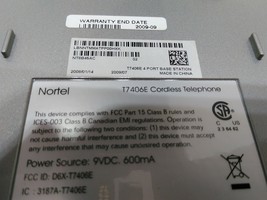 WARRANTY END DATE
2009-09
T7406E 4 PORT BASE STATION
MADE IN CHINA
Nortel T7406E Cordless Telephone
This device complies with FCC Part 15 Class B rules and
ICES-003 Class B Canadian EMI regulations. Operation is
subject to the following two conditions: (1) this device
may not cause harmful interference, and (2) this device
must accept any interference received, including
interference that may cause undesired operation.
Power Source: 9VDC, 600mA
FCC ID: D6X-T7406E
IC : 3187A-T7406E